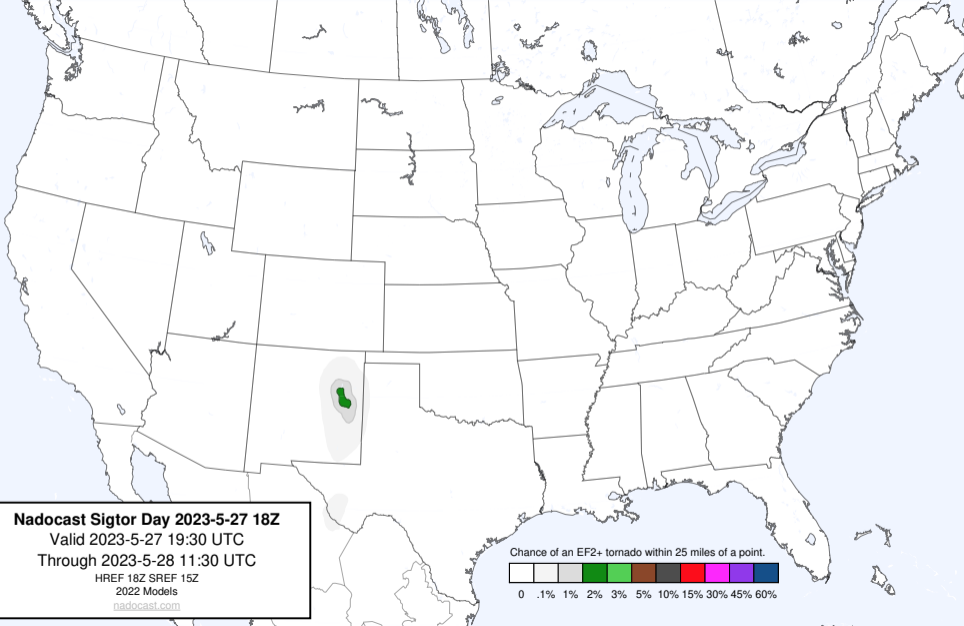 Nadocast Sigtor Day 2023-5-27 18Z
Valid 2023-5-27 19:30 UTC
Through 2023-5-28 11:30 UTC
HREF 18Z SREF 15Z
2022 Models
nadocast.com
Chance of an EF2+ tornado within 25 miles of a point.
0 .1% 1% 2% 3% 5% 10% 15% 30% 45% 60%